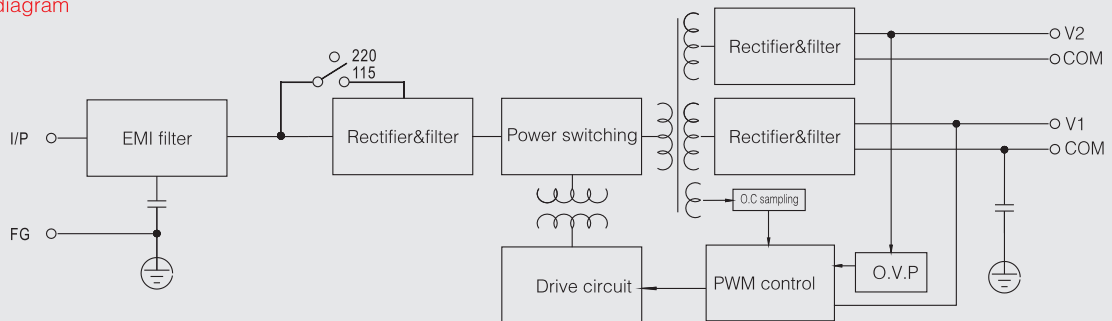 diagram
220
115
I/P
EMI filter
Rectifier&filter
Power switching
Rectifier&filter
V2
COM
Rectifier&filter
V1
COM
O.C sampling
FG
Drive circuit
PWM control
O.V.P